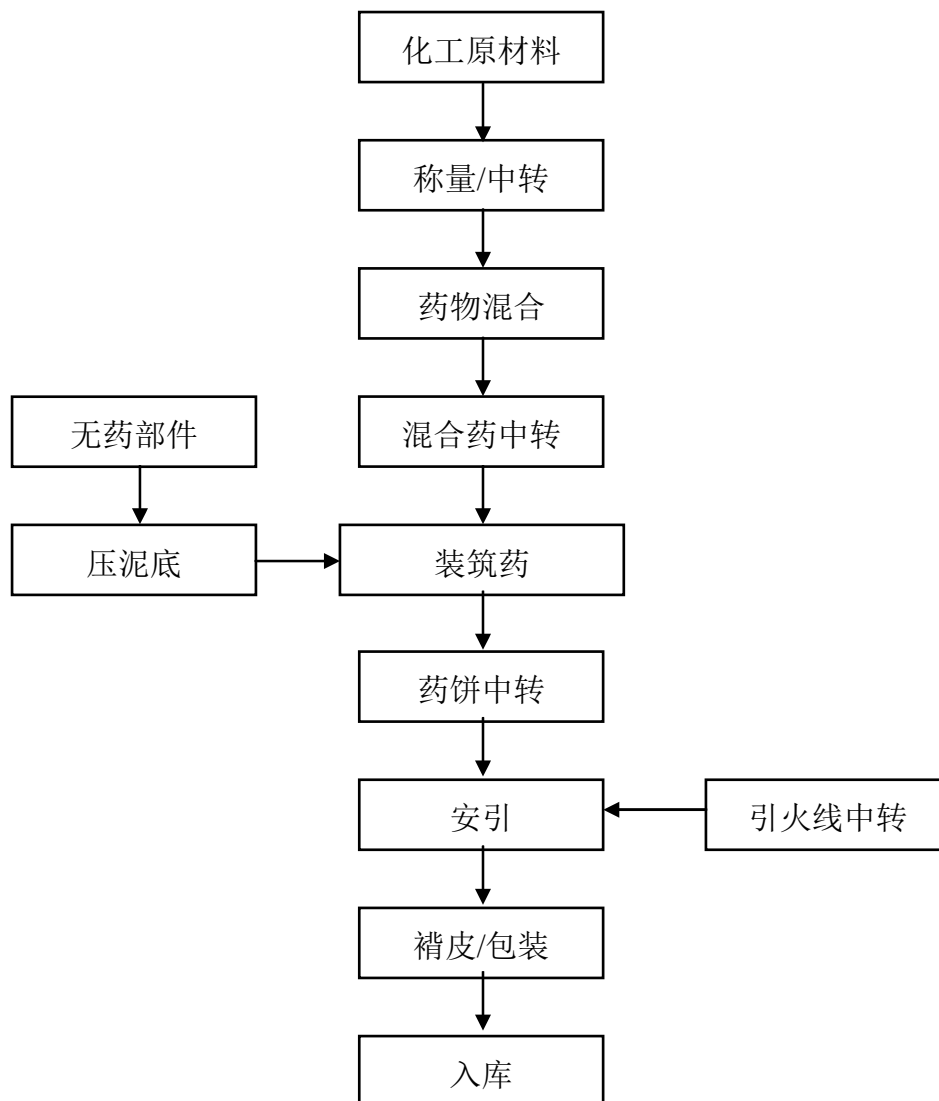 化工原材料
称量/中转
药物混合
无药部件
混合药中转
压泥底
装筑药
药饼中转
安引
引火线中转
褙皮/包装
入库